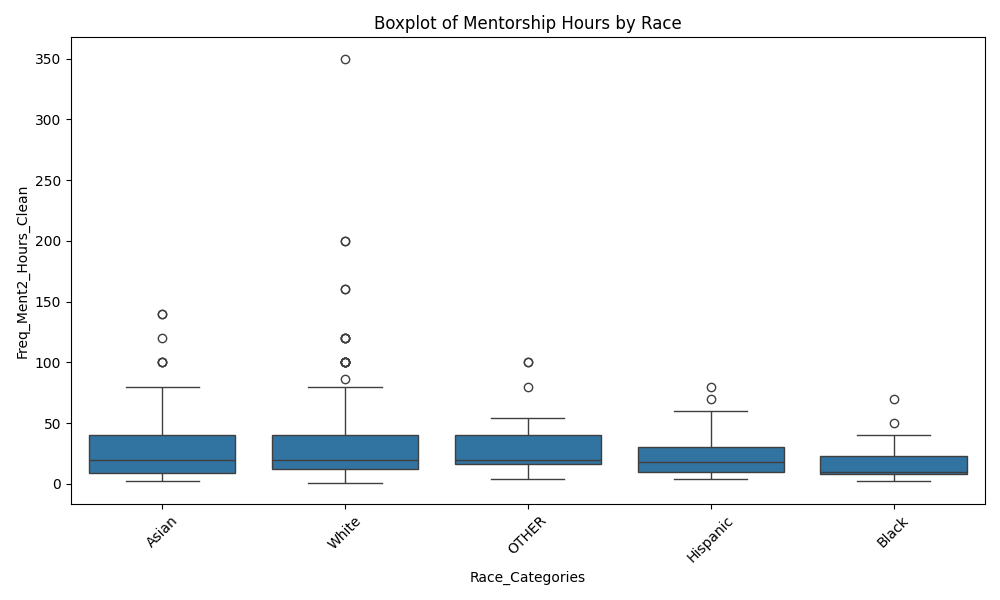 Boxplot of Mentorship Hours by Race
Freq_Ment2_Hours_Clean
350
300
250
200
150
100
50
0
Asian
White
OTHER
Hispanic
Black
Race_Categories